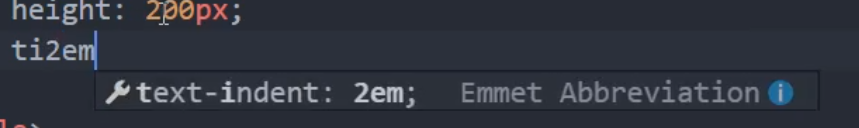 height: 200px;
ti2em
text-indent: 2em; Emmet Abbreviation